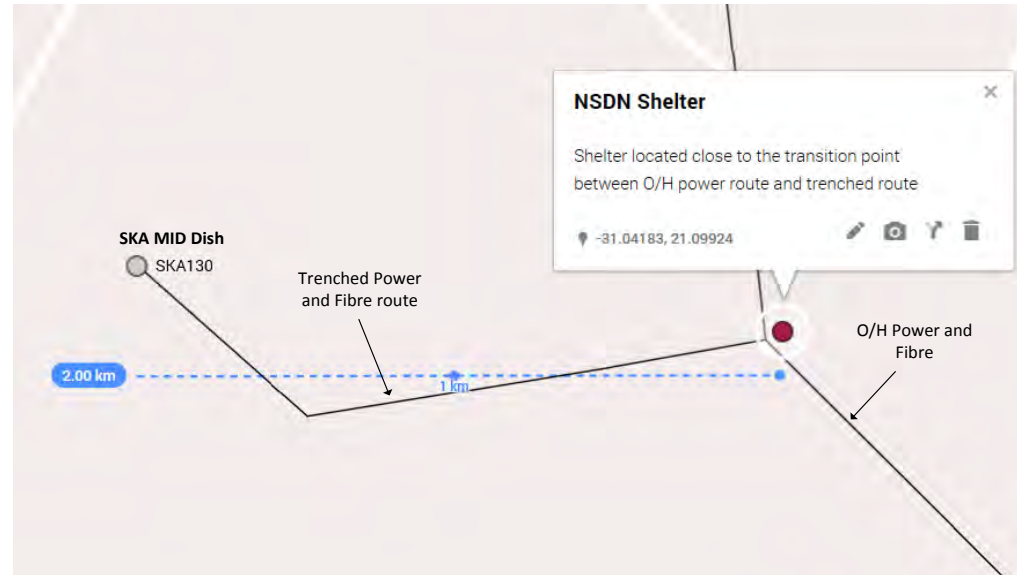 NSDN Shelter
Shelter located close to the transition point
between O/H power route and trenched route
-31.04183, 21.09924
SKA MID Dish
SKA130
Trenched Power
and Fibre route
O/H Power and
Fibre
2.00 km
1 km